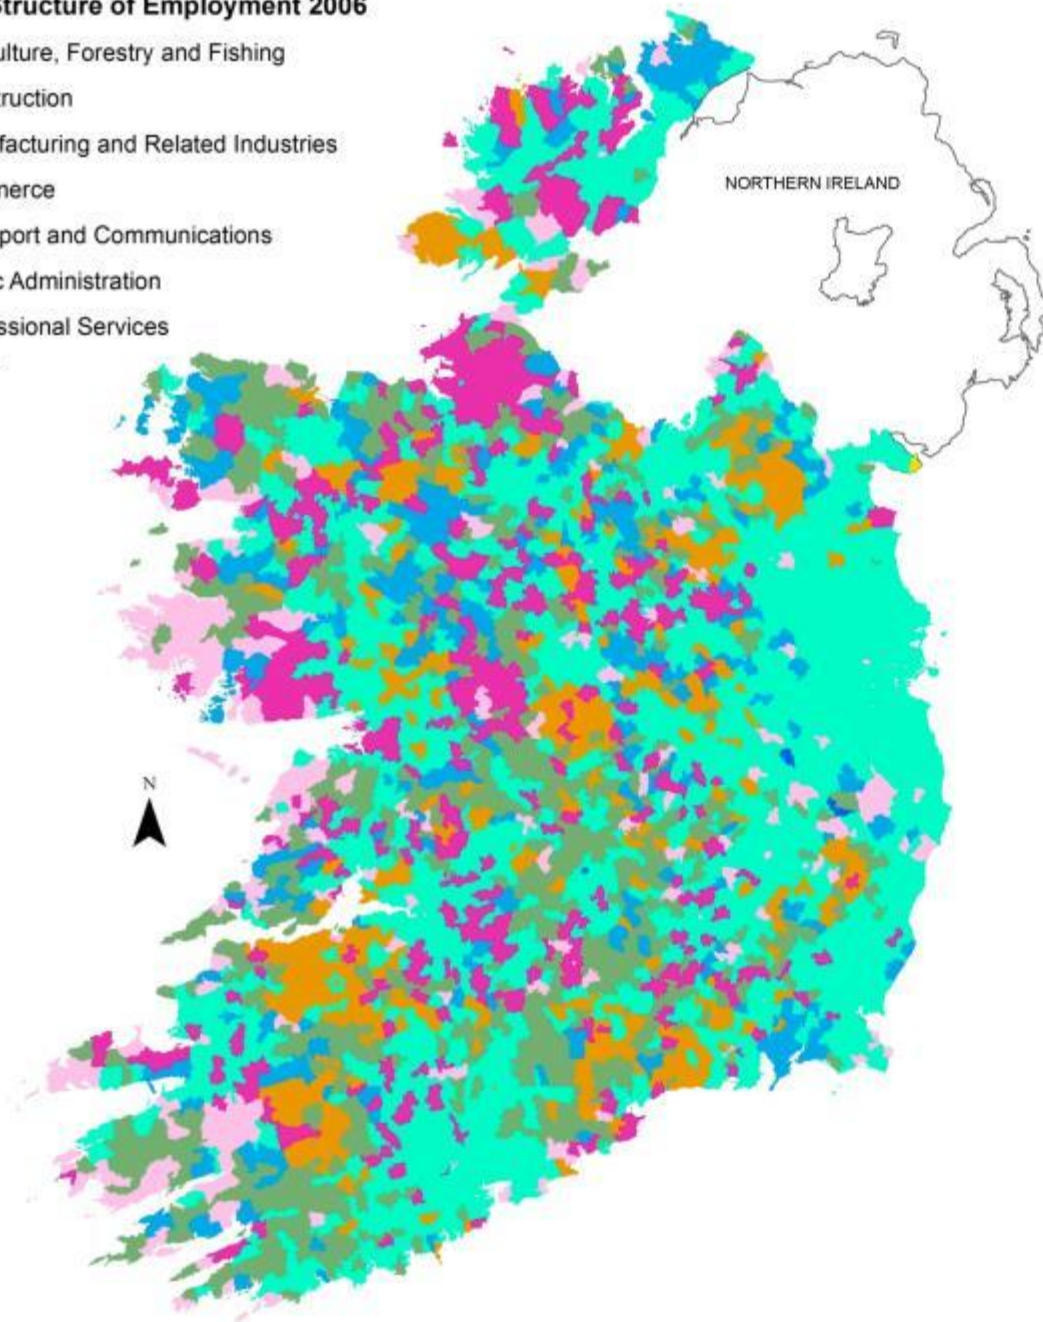 Structure of Employment 2006
ulture, Forestry and Fishing
truction
facturing and Related Industries
merce
port and Communications
c Administration
ssional Services
NORTHERN IRELAND
N